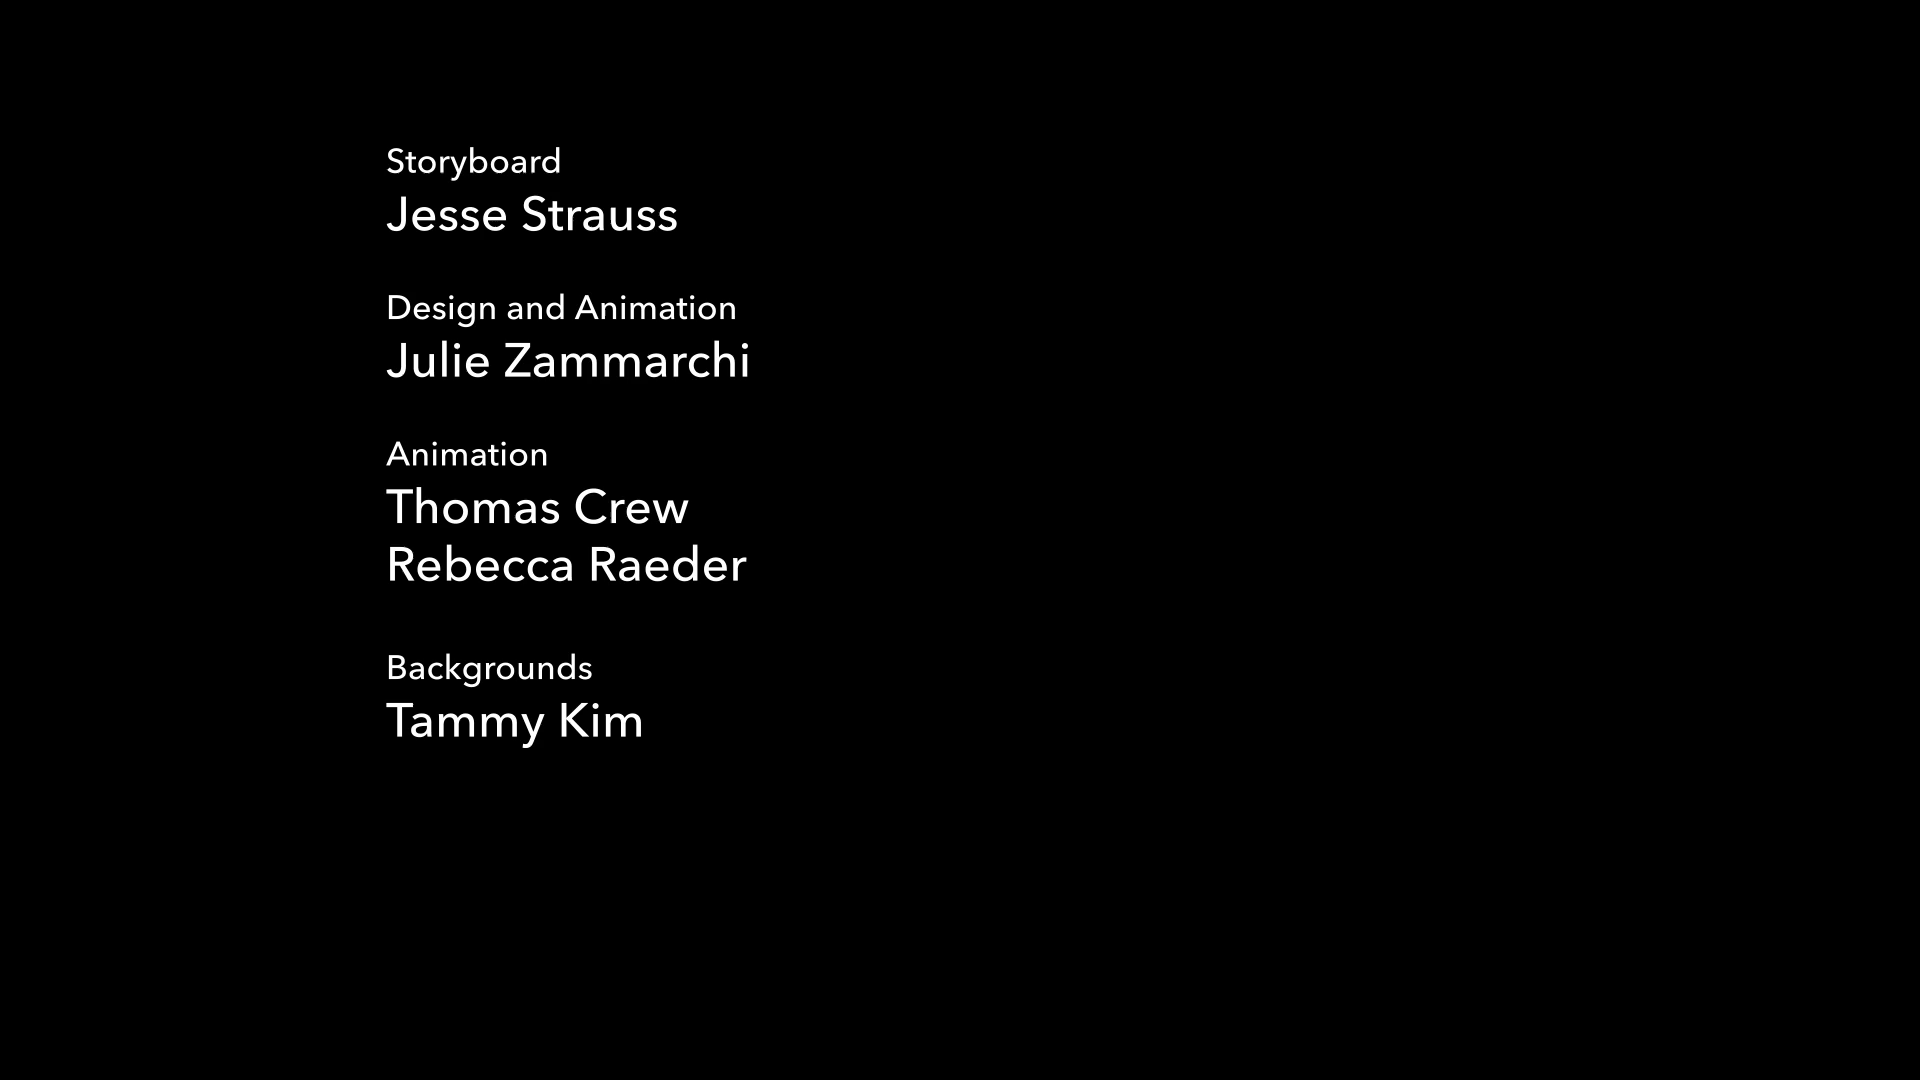 Storyboard
Jesse Strauss
Design and Animation
Julie Zammarchi
Animation
Thomas Crew
Rebecca Raeder
Backgrounds
Tammy Kim